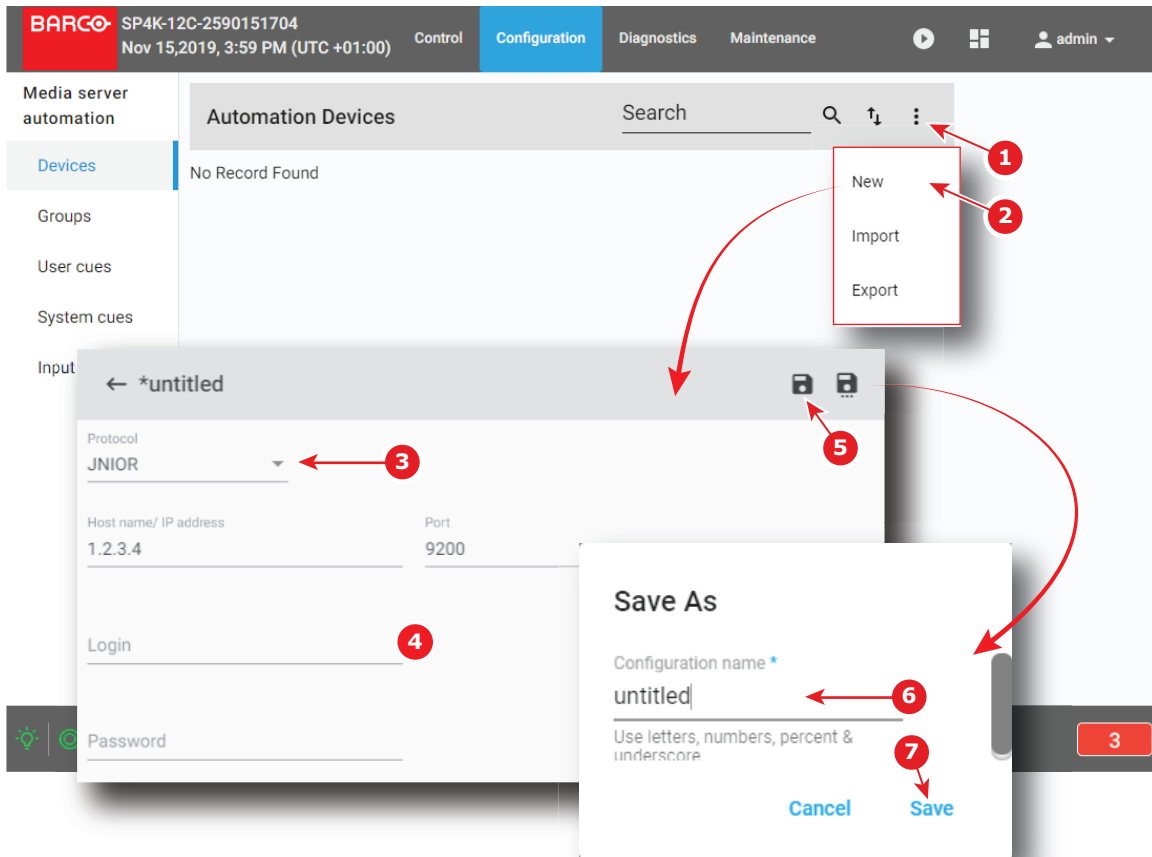 BARCO
SP4K-12C-2590151704
Nov 15,2019, 3:59 PM (UTC +01:00)
Control
Configuration
Diagnostics
Maintenance
admin
Media server
automation
Devices
Groups
User cues
System cues
Input
Automation Devices
Search
No Record Found
1
New
2
Import
Export
*untitled
5
Protocol
JNIOR
3
Host name/ IP address
1.2.3.4
Port
9200
Login
4
Password
Save As
Configuration name *
untitled
6
Use letters, numbers, percent &
underscore
7
Cancel
Save
3